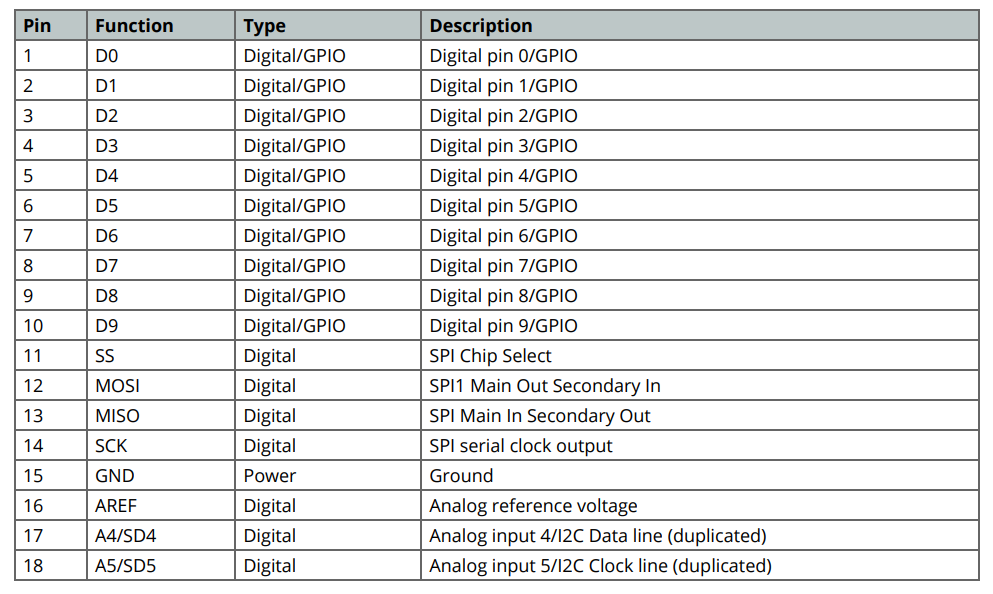 Pin Function Type Description
1 D0 Digital/GPIO Digital pin 0/GPIO
2 D1 Digital/GPIO Digital pin 1/GPIO
3 D2 Digital/GPIO Digital pin 2/GPIO
4 D3 Digital/GPIO Digital pin 3/GPIO
5 D4 Digital/GPIO Digital pin 4/GPIO
6 D5 Digital/GPIO Digital pin 5/GPIO
7 D6 Digital/GPIO Digital pin 6/GPIO
8 D7 Digital/GPIO Digital pin 7/GPIO
9 D8 Digital/GPIO Digital pin 8/GPIO
10 D9 Digital/GPIO Digital pin 9/GPIO
11 SS Digital SPI Chip Select
12 MOSI Digital SPI1 Main Out Secondary In
13 MISO Digital SPI Main In Secondary Out
14 SCK Digital SPI serial clock output
15 GND Power Ground
16 AREF Digital Analog reference voltage
17 A4/SD4 Digital Analog input 4/I2C Data line (duplicated)
18 A5/SD5 Digital Analog input 5/I2C Clock line (duplicated)